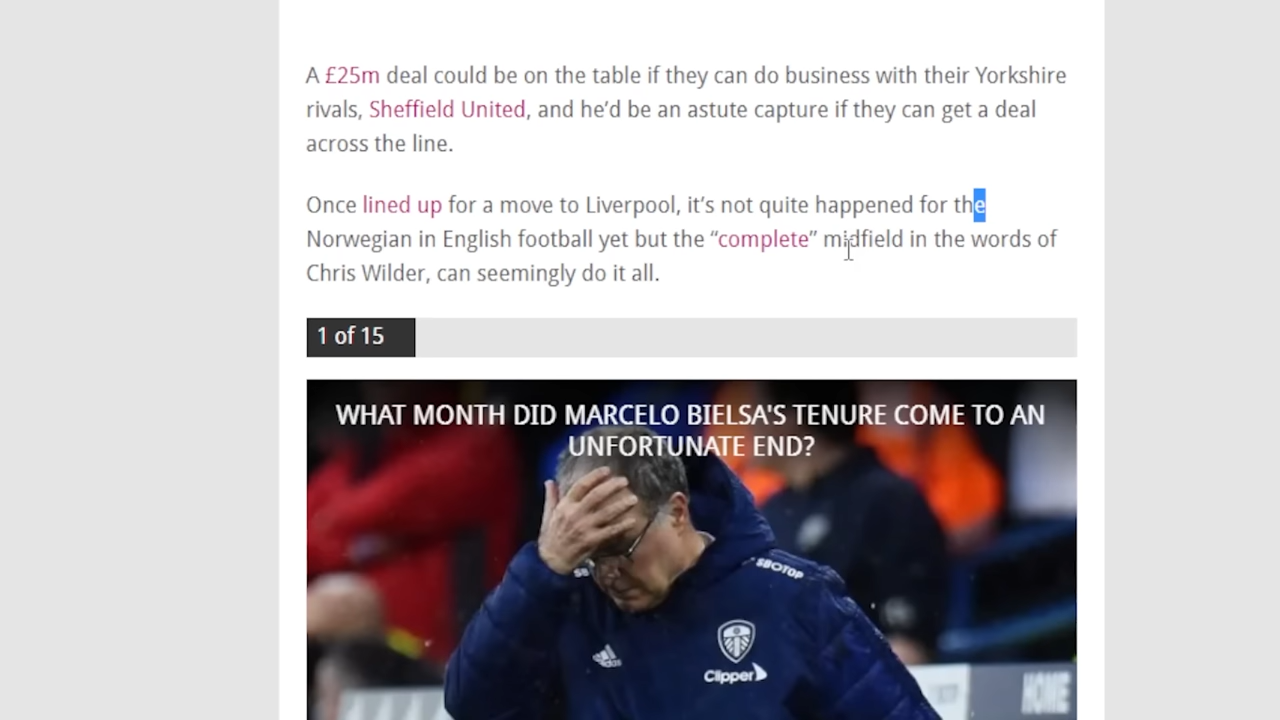 A £25m deal could be on the table if they can do business with their Yorkshire
rivals, Sheffield United, and he’d be an astute capture if they can get a deal
across the line.
Once lined up for a move to Liverpool, it’s not quite happened for the
Norwegian in English football yet but the “complete” midfield in the words of
Chris Wilder, can seemingly do it all.
1 of 15
WHAT MONTH DID MARCELO BIELSA'S TENURE COME TO AN
UNFORTUNATE END?
SBOTOP
Clipper
HOME